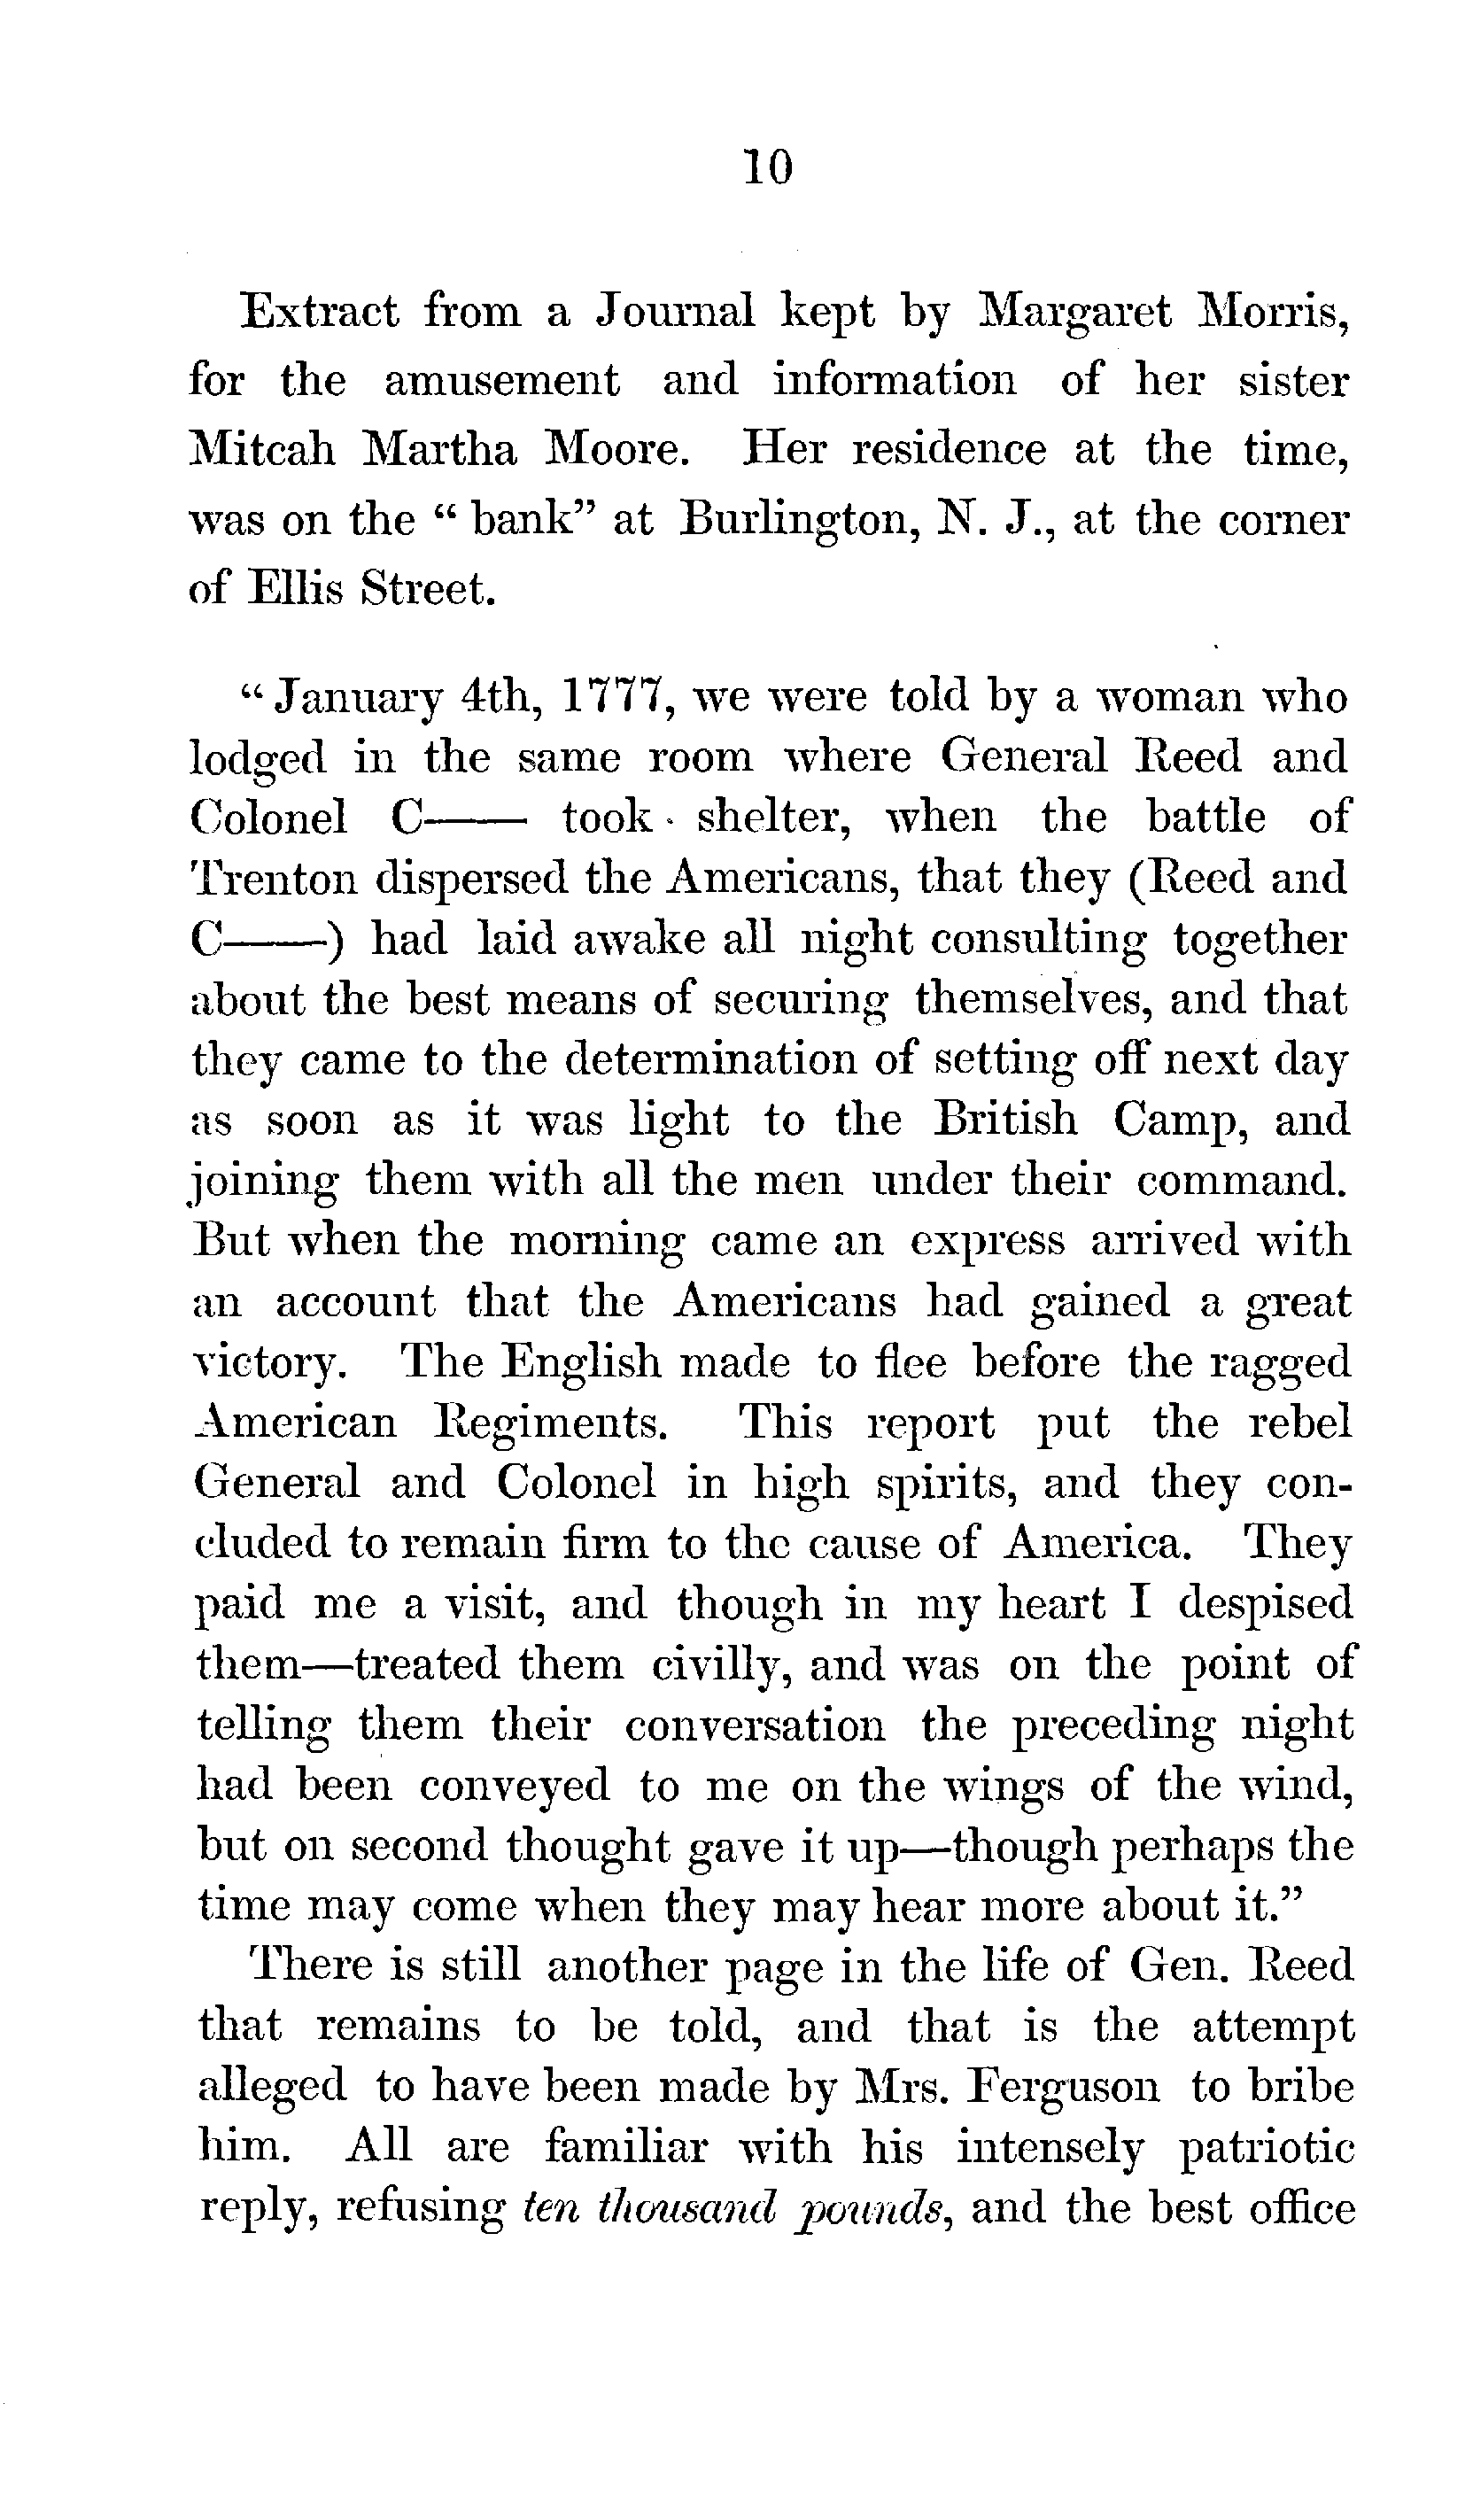 10
Extract from a Journal kept by Margaret Morris,
for the amusement and information of her sister
Mitcah Martha Moore. Her residence at the time,
was on the “ bank” at Burlington, N. J., at the corner
of Ellis Street.
“ January 4th, 1777, we were told by a woman who
lodged in the same room where General Reed and
Colonel C—— took shelter, when the battle of
Trenton dispersed the Americans, that they (Reed and
C——) had laid awake all night consulting together
about the best means of securing themselves, and that
they came to the determination of setting off next day
as soon as it was light to the British Camp, and
joining them with all the men under their command.
But when the morning came an express arrived with
an account that the Americans had gained a great
victory. The English made to flee before the ragged
American Regiments. This report put the rebel
General and Colonel in high spirits, and they con-
cluded to remain firm to the cause of America. They
paid me a visit, and though in my heart I despised
them—treated them civilly, and was on the point of
telling them their conversation the preceding night
had been conveyed to me on the wings of the wind,
but on second thought gave it up—though perhaps the
time may come when they may hear more about it.”
There is still another page in the life of Gen. Reed
that remains to be told, and that is the attempt
alleged to have been made by Mrs. Ferguson to bribe
him. All are familiar with his intensely patriotic
reply, refusing ten thousand pounds, and the best office